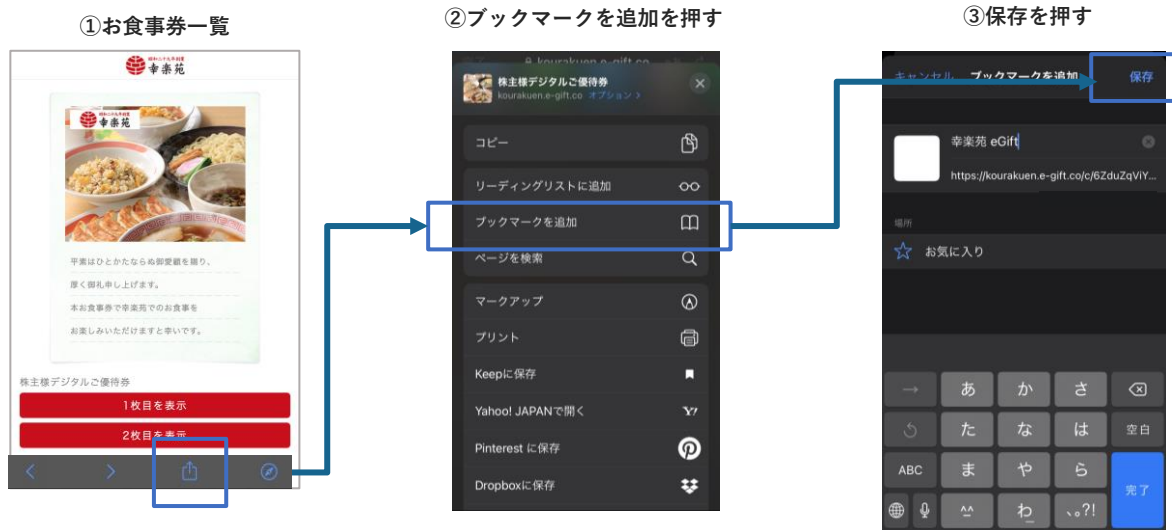 ①お食事券一覧
②ブックマークを追加を押す
③保存を押す
幸楽苑
幸楽苑
平素はひとかたならぬ御愛顧を賜り、
厚く御礼申し上げます。
本お食事券で幸楽苑でのお食事を
お楽しみいただけますと幸いです。
株主様デジタルご優待券
1枚目を表示
2枚目を表示
kourakuen.e-gift.co
株主様デジタルご優待券
kourakuen.e-gift.co オプション >
コピー
リーディングリストに追加
ブックマークを追加
ページを検索
マークアップ
プリント
Keepに保存
Yahoo! JAPANで開く
Pinterest に保存
Dropboxに保存
キャンセル ブックマークを追加 保存
幸楽苑 eGift
https://kourakuen.e-gift.co/c/6ZduZqViY...
場所
お気に入り
→ あ か さ
た な は 空白
ABC ま や ら
完了
^^ わ 、。?!